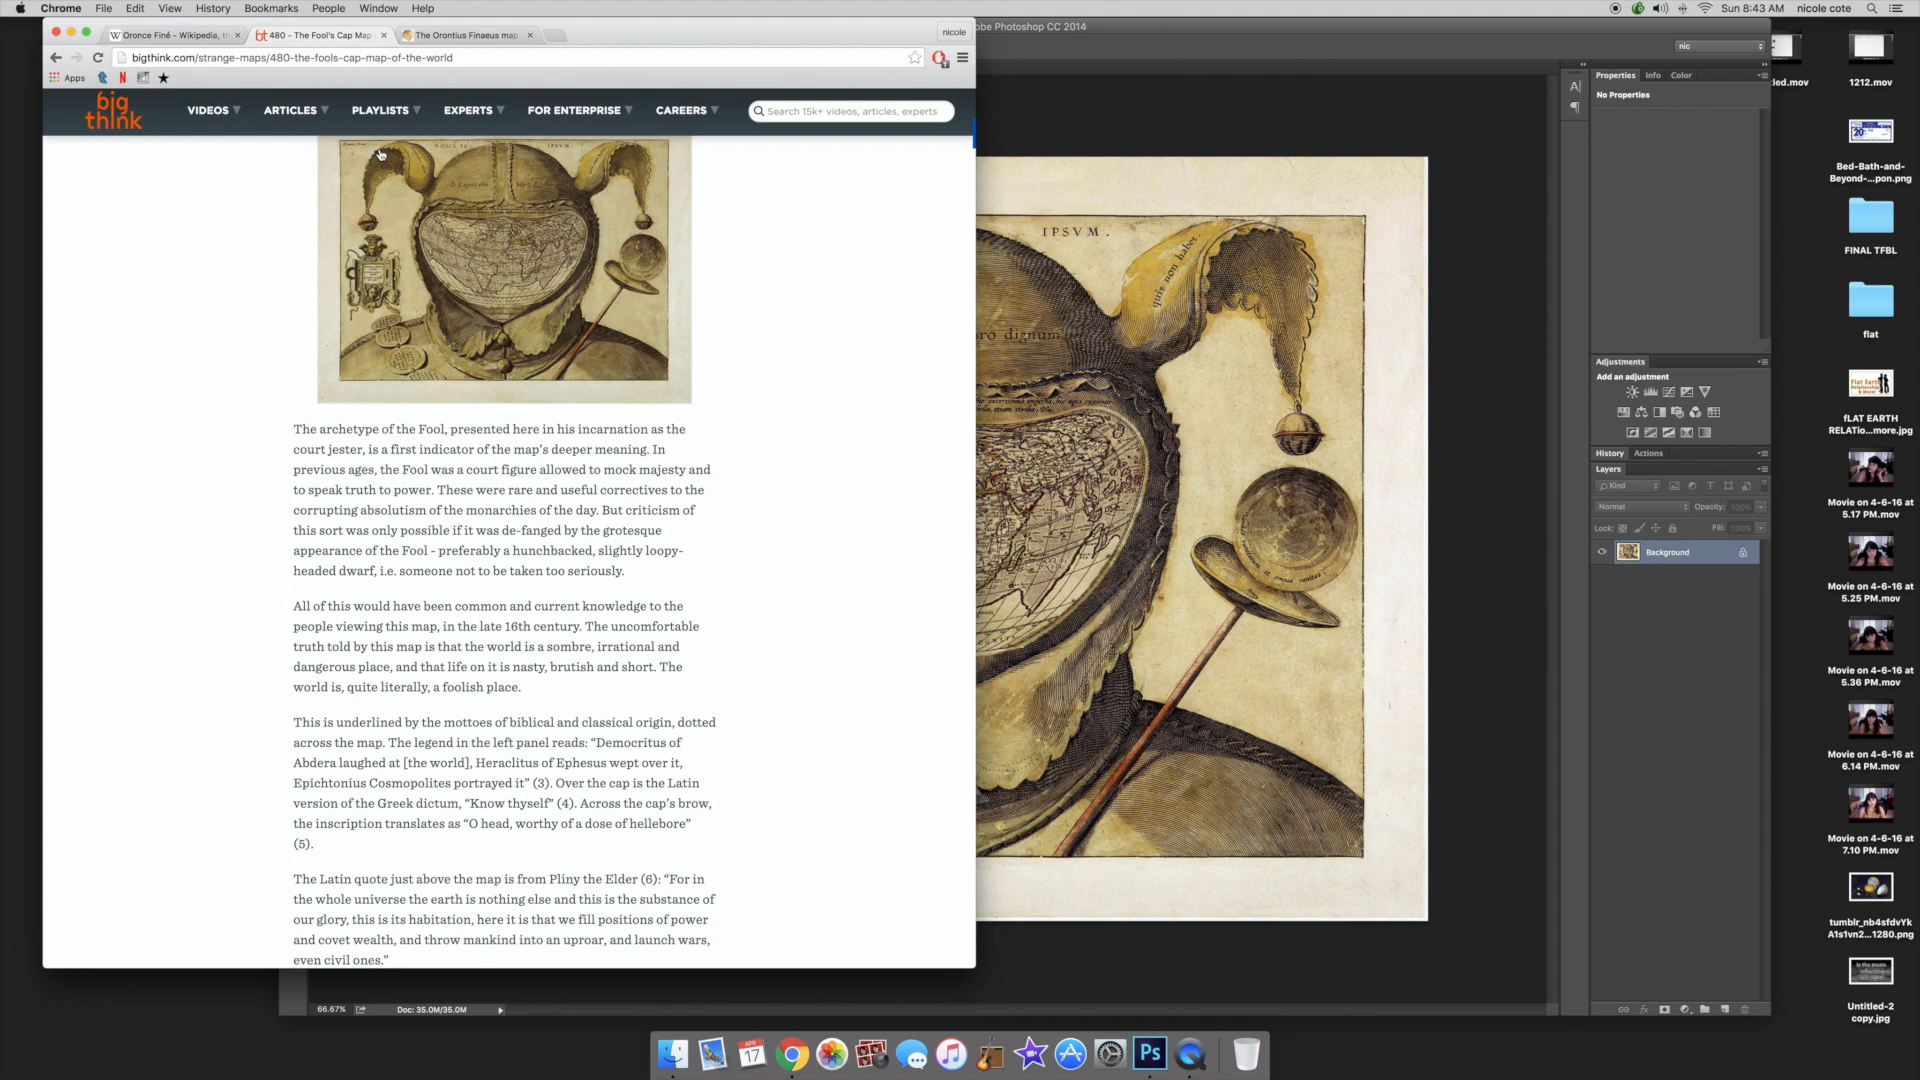 Chrome File Edit View History Bookmarks People Window Help
Sun 8:43 AM nicole cote
Oronce Finé - Wikipedia, th
480 - The Fool's Cap Map
The Orontius Finaeus map
nicole
bigthink.com/strange-maps/480-the-fools-cap-map-of-the-world
Apps
big think
VIDEOS ARTICLES PLAYLISTS EXPERTS FOR ENTERPRISE CAREERS
Search 15k+ videos, articles, experts
The archetype of the Fool, presented here in his incarnation as the
court jester, is a first indicator of the map’s deeper meaning. In
previous ages, the Fool was a court figure allowed to mock majesty and
to speak truth to power. These were rare and useful correctives to the
corrupting absolutism of the monarchies of the day. But criticism of
this sort was only possible if it was de-fanged by the grotesque
appearance of the Fool - preferably a hunchbacked, slightly loopy-
headed dwarf, i.e. someone not to be taken too seriously.
All of this would have been common and current knowledge to the
people viewing this map, in the late 16th century. The uncomfortable
truth told by this map is that the world is a sombre, irrational and
dangerous place, and that life on it is nasty, brutish and short. The
world is, quite literally, a foolish place.
This is underlined by the mottoes of biblical and classical origin, dotted
across the map. The legend in the left panel reads: “Democritus of
Abdera laughed at [the world], Heraclitus of Ephesus wept over it,
Epichtonius Cosmopolites portrayed it” (3). Over the cap is the Latin
version of the Greek dictum, “Know thyself” (4). Across the cap’s brow,
the inscription translates as “O head, worthy of a dose of hellebore”
(5).
The Latin quote just above the map is from Pliny the Elder (6): “For in
the whole universe the earth is nothing else and this is the substance of
our glory, this is its habitation, here it is that we fill positions of power
and covet wealth, and throw mankind into an uproar, and launch wars,
even civil ones.”
obe Photoshop CC 2014
IPSVM.
quis non habet.
ro dignum
66.67% Doc: 35.0M/35.0M
nic
Properties Info Color
No Properties
Adjustments
Add an adjustment
History Actions
Layers
Kind
Normal Opacity: 100%
Lock: Fill: 100%
Background
tled.mov
1212.mov
Bed-Bath-and-
Beyond-...pon.png
FINAL TFBL
flat
fLAT EARTH
RELATio...more.jpg
Movie on 4-6-16 at
5.17 PM.mov
Movie on 4-6-16 at
5.25 PM.mov
Movie on 4-6-16 at
5.36 PM.mov
Movie on 4-6-16 at
6.14 PM.mov
Movie on 4-6-16 at
7.10 PM.mov
tumblr_nb4sfdvYk
A1s1vn2...1280.png
Untitled-2
copy.jpg
APR
17
Ps